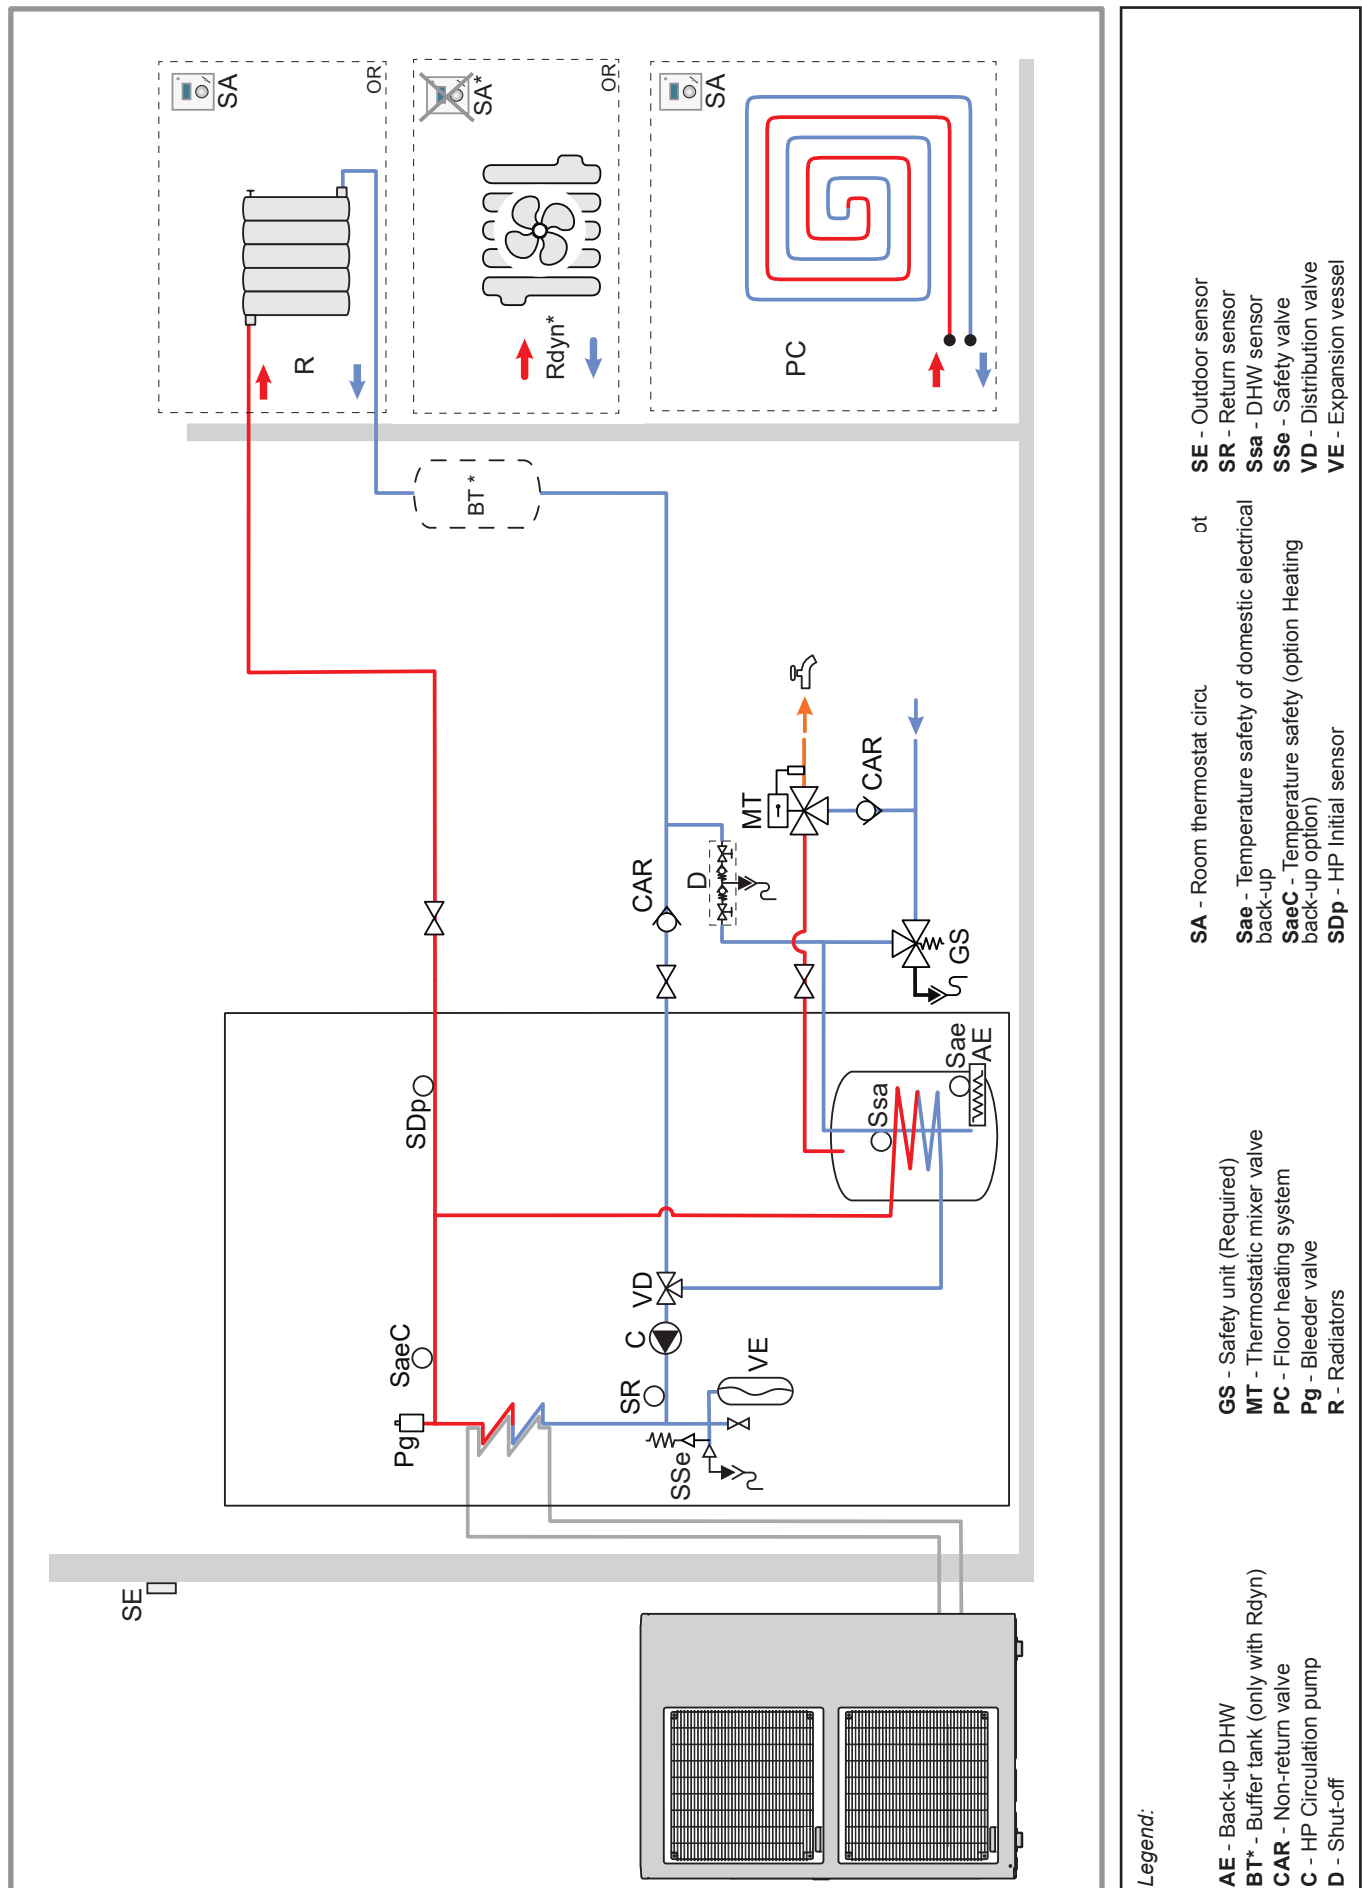 SE
Pg
SaeC
SDp
SSe
SR
VE
C
VD
CAR
D
BT *
SA
OR
R
SA*
OR
Rdyn*
SA
PC
MT
CAR
GS
Ssa
Sae
AE
Legend:
AE - Back-up DHW
BT* - Buffer tank (only with Rdyn)
CAR - Non-return valve
C - HP Circulation pump
D - Shut-off
GS - Safety unit (Required)
MT - Thermostatic mixer valve
PC - Floor heating system
Pg - Bleeder valve
R - Radiators
SA - Room thermostat
Sae - Temperature safety of domestic electrical
back-up
SaeC - Temperature safety (option Heating
back-up option)
SDp - HP Initial sensor
SE - Outdoor sensor
SR - Return sensor
Ssa - DHW sensor
SSe - Safety valve
VD - Distribution valve
VE - Expansion vessel